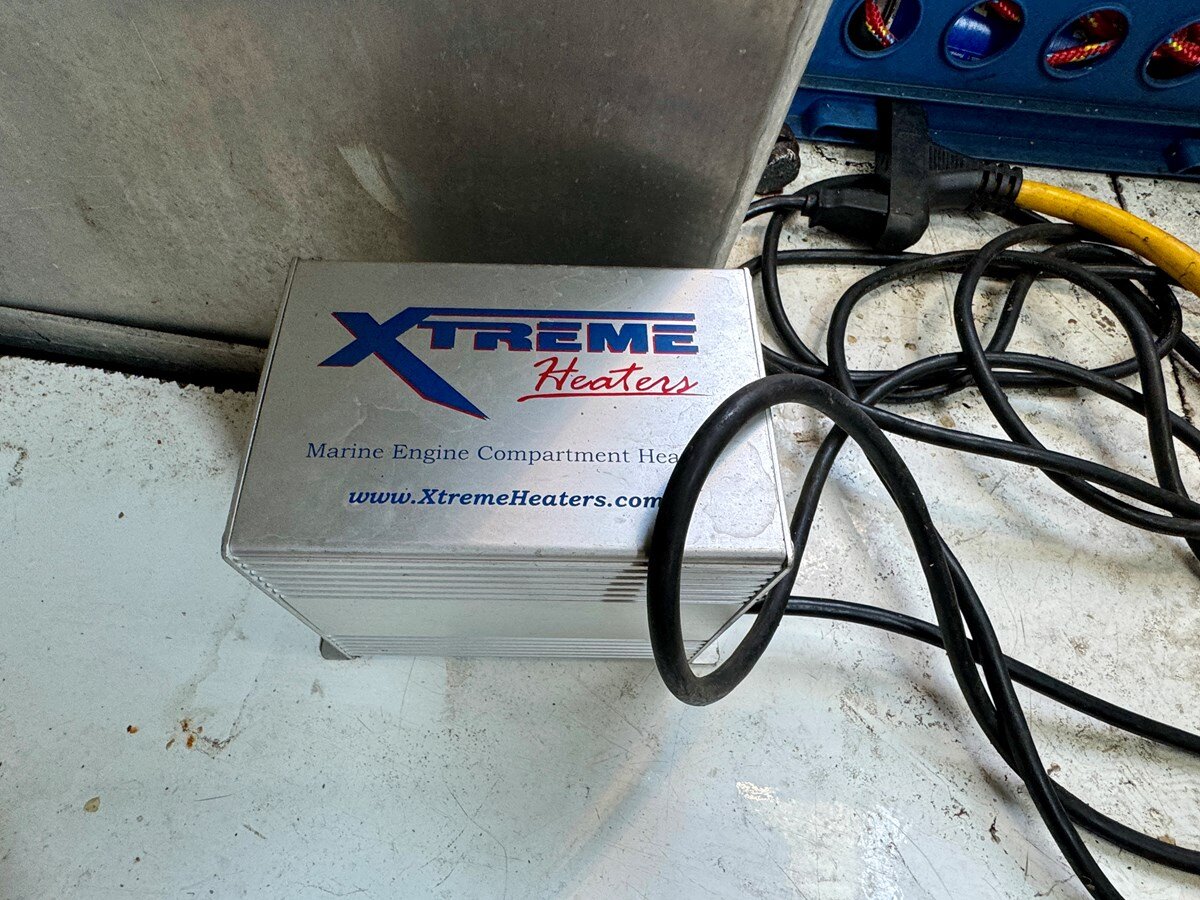 XTREME
Heaters
Marine Engine Compartment Hea
www.XtremeHeaters.com